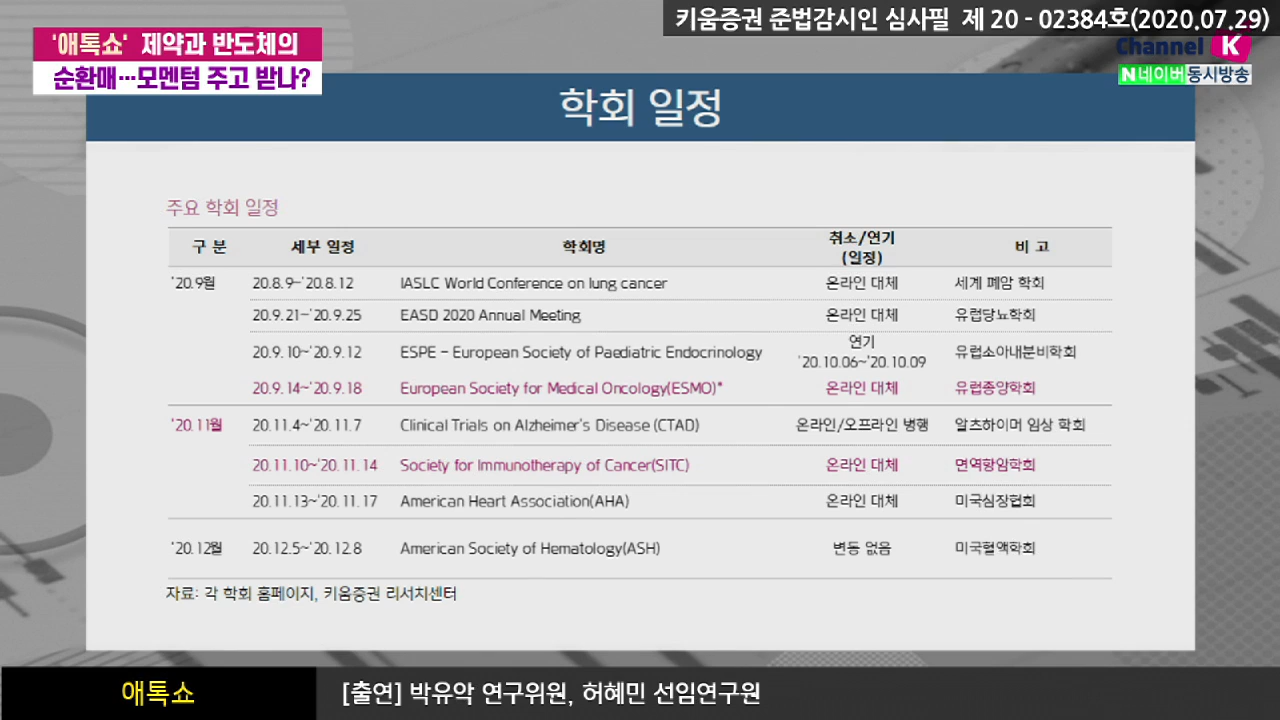 키움증권 준법감시인 심사필 제 20 - 02384호(2020.07.29)
'애톡쇼' 제약과 반도체의
순환매…모멘텀 주고 받나?
Channel K
N네이버 동시방송
학회 일정
주요 학회 일정
구 분 세부 일정 학회명 취소/연기 (일정) 비 고
'20.9월 20.8.9~'20.8.12 IASLC World Conference on lung cancer 온라인 대체 세계 폐암 학회
20.9.21~'20.9.25 EASD 2020 Annual Meeting 온라인 대체 유럽당뇨학회
20.9.10~'20.9.12 ESPE - European Society of Paediatric Endocrinology 연기 '20.10.06~'20.10.09 유럽소아내분비학회
20.9.14~'20.9.18 European Society for Medical Oncology(ESMO)* 온라인 대체 유럽종양학회
'20.11월 20.11.4~'20.11.7 Clinical Trials on Alzheimer's Disease (CTAD) 온라인/오프라인 병행 알츠하이머 임상 학회
20.11.10~'20.11.14 Society for Immunotherapy of Cancer(SITC) 온라인 대체 면역항암학회
20.11.13~'20.11.17 American Heart Association(AHA) 온라인 대체 미국심장협회
'20.12월 20.12.5~'20.12.8 American Society of Hematology(ASH) 변동 없음 미국혈액학회
자료: 각 학회 홈페이지, 키움증권 리서치센터
애톡쇼 [출연] 박유악 연구위원, 허혜민 선임연구원